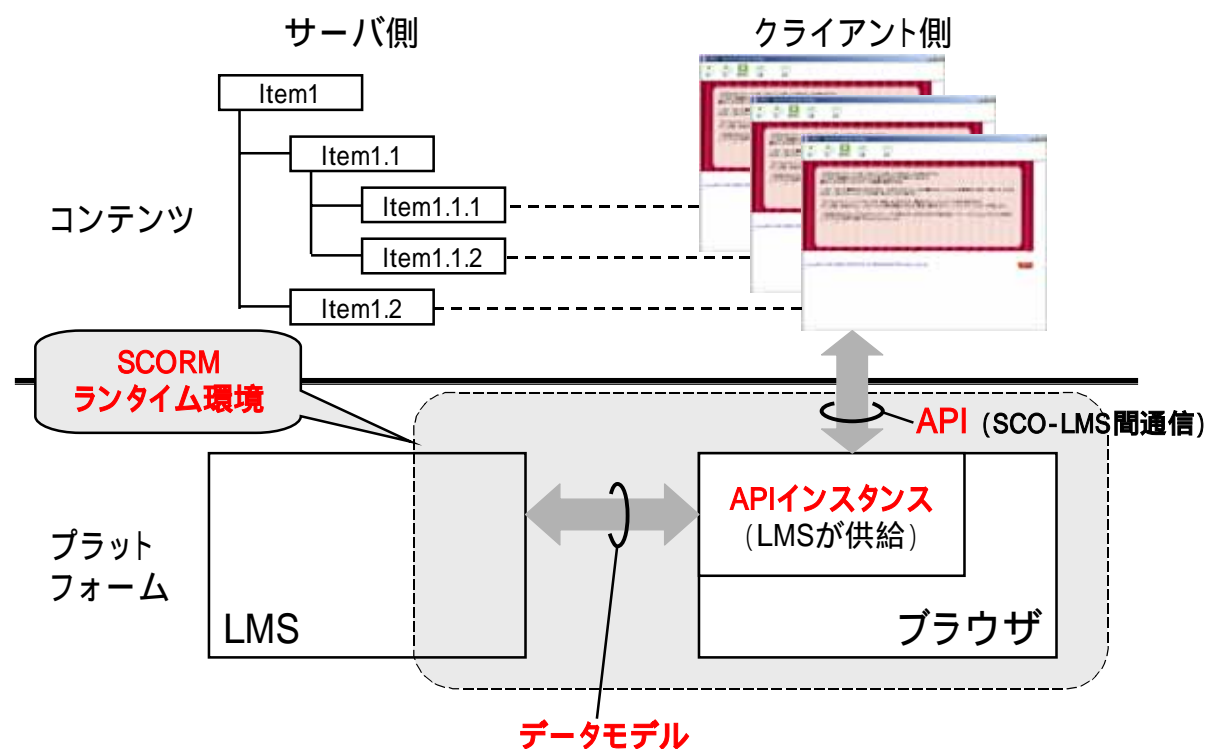 サーバ側
クライアント側
Item1
Item1.1
Item1.1.1
Item1.1.2
Item1.2
コンテンツ
SCORM
ランタイム環境
API (SCO-LMS間通信)
APIインスタンス
(LMSが供給)
プラット
フォーム
LMS
ブラウザ
データモデル